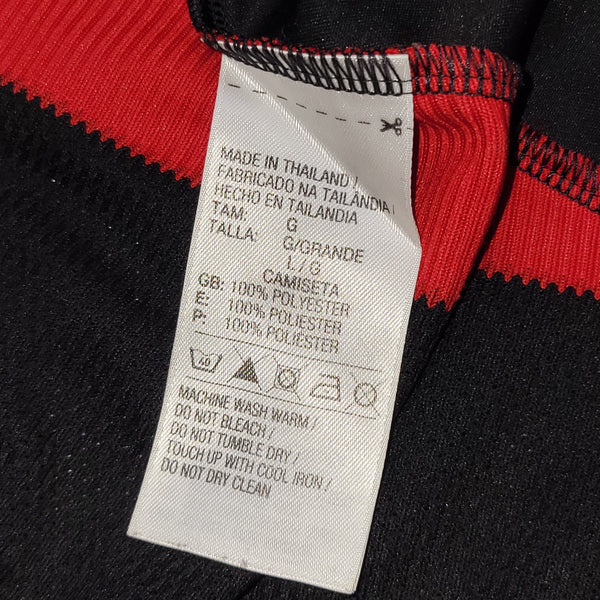 MADE IN THAILAND /
FABRICADO NA TAILÂNDIA /
HECHO EN TAILANDIA
TAM: G
TALLA: G/GRANDE
L / G
CAMISETA
GB: 100% POLYESTER
E: 100% POLIESTER
P: 100% POLIESTER
40
MACHINE WASH WARM /
DO NOT BLEACH /
DO NOT TUMBLE DRY /
TOUCH UP WITH COOL IRON /
DO NOT DRY CLEAN